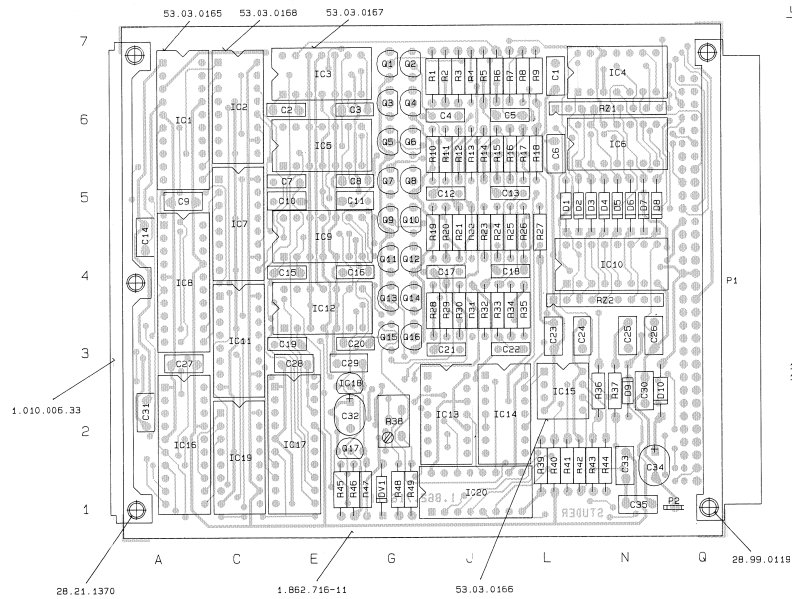 53.03.0165 53.03.0168 53.03.0167
7
IC3 Q1 Q2 R1 R2 R3 R4 R5 R6 R7 R8 R9 C1 IC4
IC1 IC2 C2 C3 Q3 Q4 C4 C5 RZ1
6
IC5 Q5 Q6 R10 R11 R12 R13 R14 R15 R16 R17 R18 C6 IC6
C7 C8 Q7 Q8 C12 C13
5
C9 C10 C11 D1 D2 D3 D4 D5 D6 D7 D8
IC7 Q9 Q10 R19 R20 R21 R22 R23 R24 R25 R26 R27
C14 IC9 Q11 Q12 IC10
4
IC8 C15 C16 C17 C18 P1
IC12 Q13 Q14 R28 R29 R30 R31 R32 R33 R34 R35 RZ2
IC11 C19 C20 Q15 Q16 C21 C22 C23 C24 C25 C26
3
C27 C28 C29
1.010.006.33
IC18 IC13 IC14 IC15 R36 R37 D9 C30 D10
C31 C32 R38
2
IC16 IC19 IC17 Q17 R39 R40 R41 R42 R43 R44 C33 C34
R45 R46 R47 DV1 R48 R49 IC20
1
1.862. STUDER C35 P2
A C E G J L N Q
28.21.1370 1.862.716-11 53.03.0166 28.99.0119